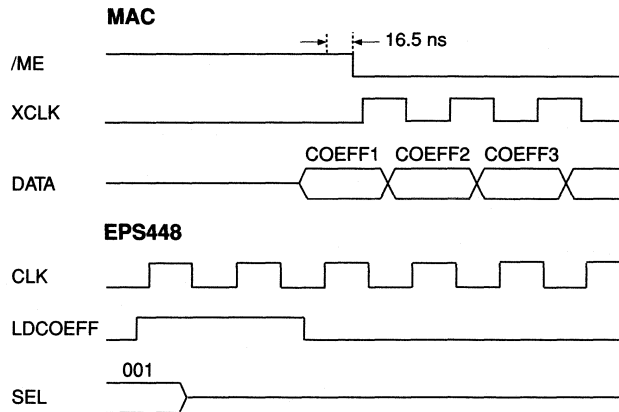 MAC
16.5 ns
/ME
XCLK
COEFF1 COEFF2 COEFF3
DATA
EPS448
CLK
LDCOEFF
001
SEL